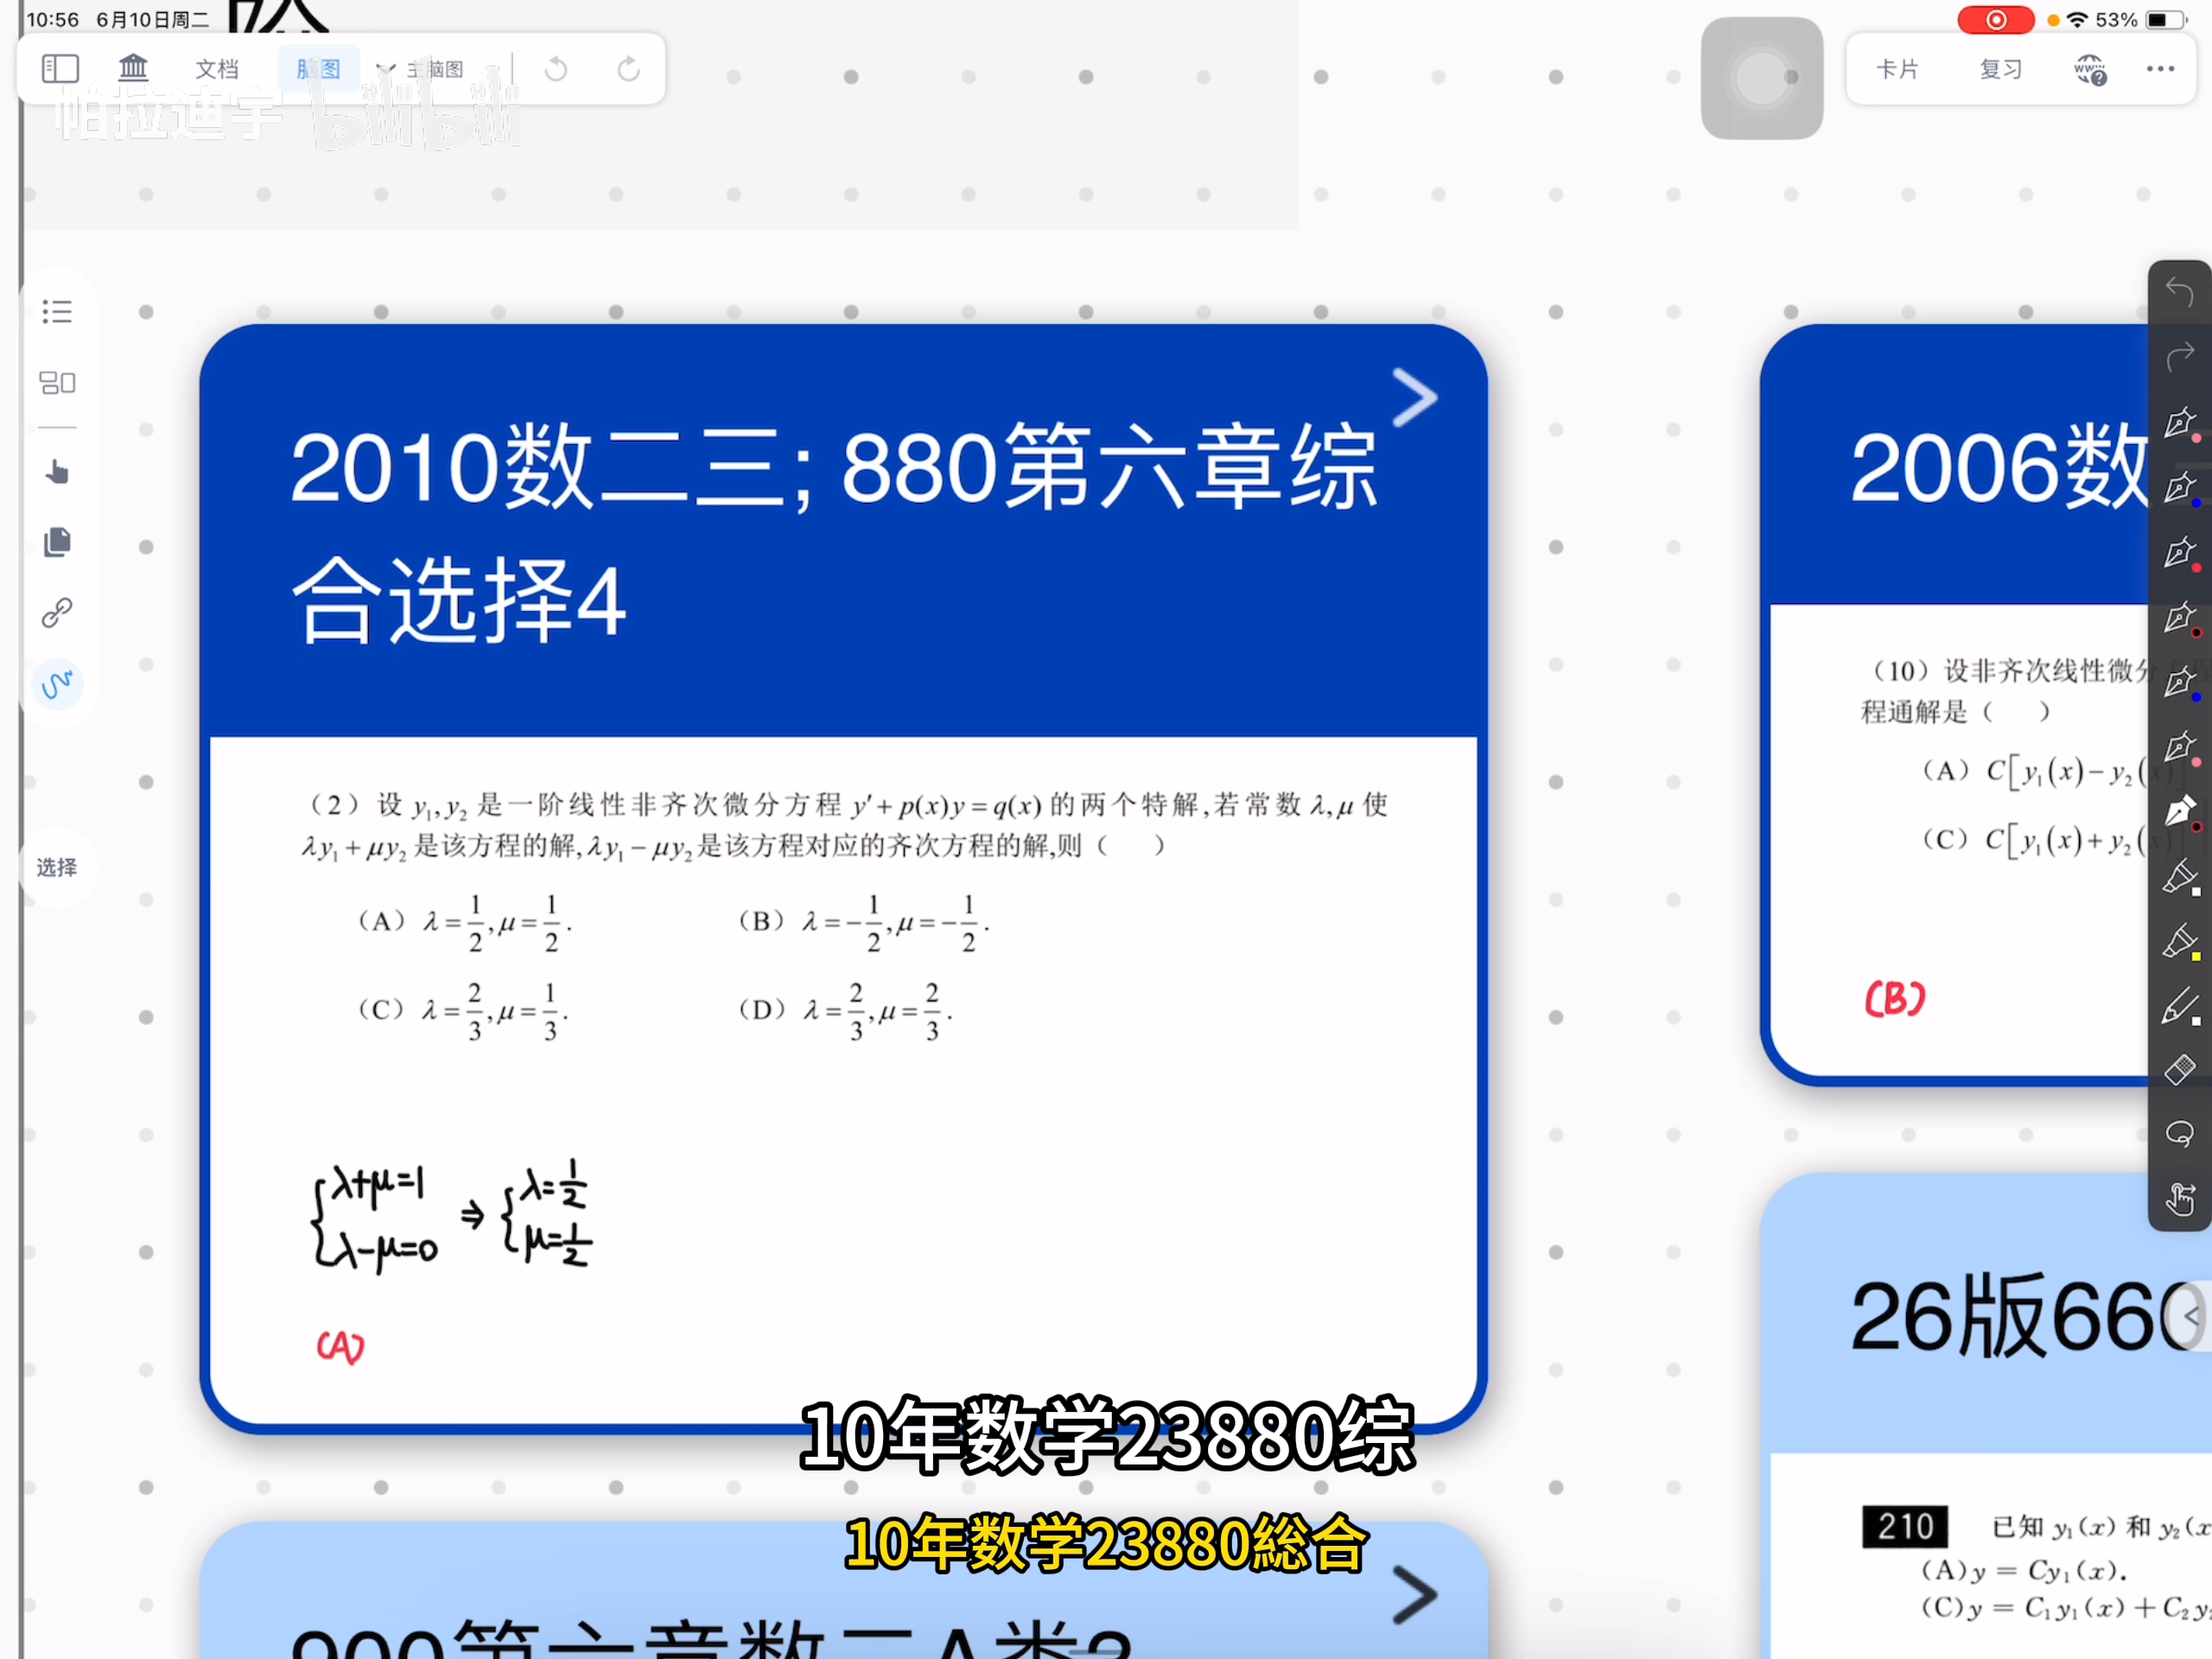 10:56 6月10日周二
文档 脑图 主脑图
卡片 复习
53%
帕拉迪宇 bilibili
选择
2010数二三; 880第六章综
合选择4
(2) 设 y₁, y₂ 是一阶线性非齐次微分方程 y′ + p(x)y = q(x) 的两个特解, 若常数 λ, μ 使
λy₁ + μy₂ 是该方程的解, λy₁ − μy₂ 是该方程对应的齐次方程的解, 则 ( )
(A) λ = 1/2, μ = 1/2.
(B) λ = −1/2, μ = −1/2.
(C) λ = 2/3, μ = 1/3.
(D) λ = 2/3, μ = 2/3.
{λ+μ=1
λ−μ=0 ⇒ {λ=1/2
μ=1/2
(A)
2006数
(10) 设非齐次线性微分
程通解是 ( )
(A) C[y₁(x) − y₂(
(C) C[y₁(x) + y₂(
(B)
26版660
210 已知 y₁(x) 和 y₂(x
(A) y = Cy₁(x).
(C) y = C₁y₁(x) + C₂y₂
10年数学23880综
10年数学23880総合